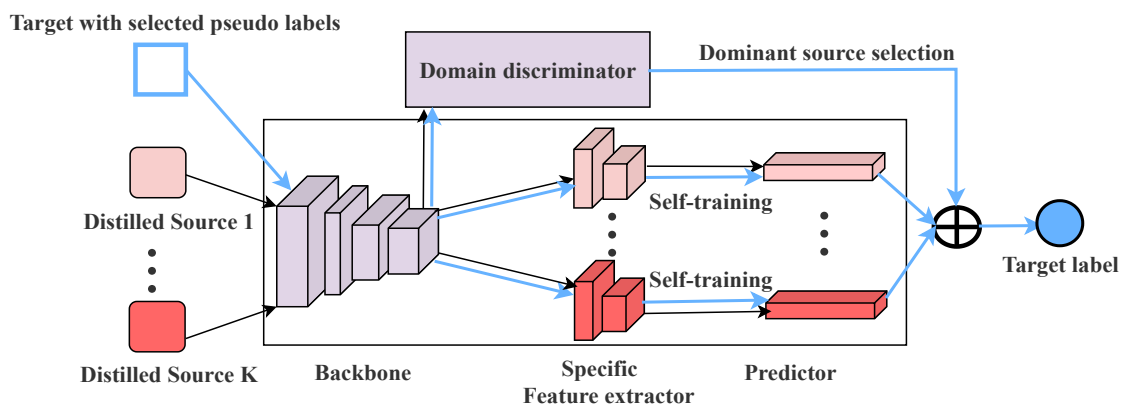 Target with selected pseudo labels
Domain discriminator
Dominant source selection
Distilled Source 1
Self-training
Self-training
Target label
Distilled Source K
Backbone
Specific
Feature extractor
Predictor